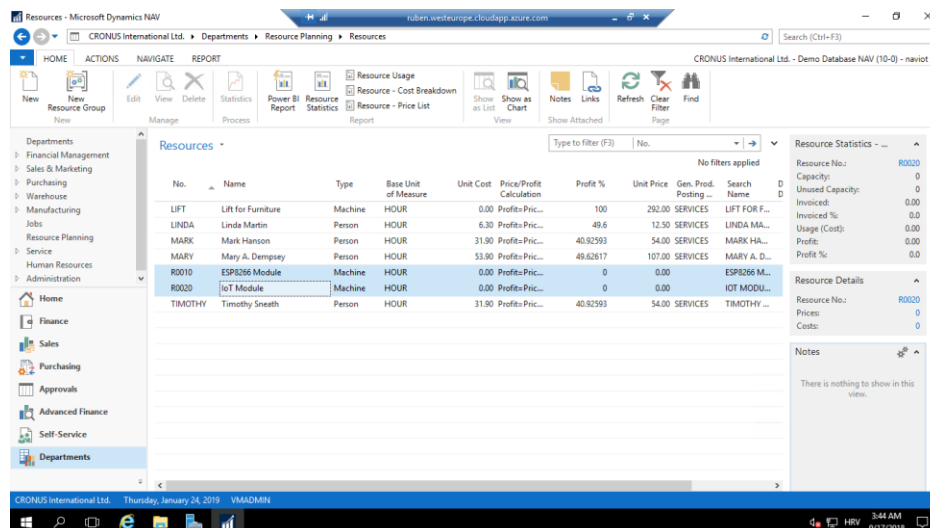 Resources - Microsoft Dynamics NAV
ruben.westeurope.cloudapp.azure.com
CRONUS International Ltd. Departments Resource Planning Resources
Search (Ctrl+F3)
HOME ACTIONS NAVIGATE REPORT
CRONUS International Ltd. - Demo Database NAV (10-0) - naviot
New
New Resource Group
Edit
View
Delete
Statistics
Power BI Report
Resource Statistics
Resource Usage
Resource - Cost Breakdown
Resource - Price List
Show as List
Show as Chart
Notes
Links
Refresh
Clear Filter
Find
New Manage Process Report View Show Attached Page
Departments
Financial Management
Sales & Marketing
Purchasing
Warehouse
Manufacturing
Jobs
Resource Planning
Service
Human Resources
Administration
Home
Finance
Sales
Purchasing
Approvals
Advanced Finance
Self-Service
Departments
Resources
Type to filter (F3) No.
No filters applied
No. Name Type Base Unit of Measure Unit Cost Price/Profit Calculation Profit % Unit Price Gen. Prod. Posting ... Search Name D D
LIFT Lift for Furniture Machine HOUR 0.00 Profit=Pric... 100 292.00 SERVICES LIFT FOR F...
LINDA Linda Martin Person HOUR 6.30 Profit=Pric... 49.6 12.50 SERVICES LINDA MA...
MARK Mark Hanson Person HOUR 31.90 Profit=Pric... 40.92593 54.00 SERVICES MARK HA...
MARY Mary A. Dempsey Person HOUR 53.90 Profit=Pric... 49.62617 107.00 SERVICES MARY A. D...
R0010 ESP8266 Module Machine HOUR 0.00 Profit=Pric... 0 0.00 ESP8266 M...
R0020 IoT Module Machine HOUR 0.00 Profit=Pric... 0 0.00 IOT MODU...
TIMOTHY Timothy Sneath Person HOUR 31.90 Profit=Pric... 40.92593 54.00 SERVICES TIMOTHY ...
Resource Statistics - ...
Resource No.: R0020
Capacity: 0
Unused Capacity: 0
Invoiced: 0.00
Invoiced %: 0.0
Usage (Cost): 0.00
Profit: 0.00
Profit %: 0.0
Resource Details
Resource No.: R0020
Prices: 0
Costs: 0
Notes
There is nothing to show in this view.
CRONUS International Ltd. Thursday, January 24, 2019 VMADMIN
HRV
3:44 AM
9/17/2018